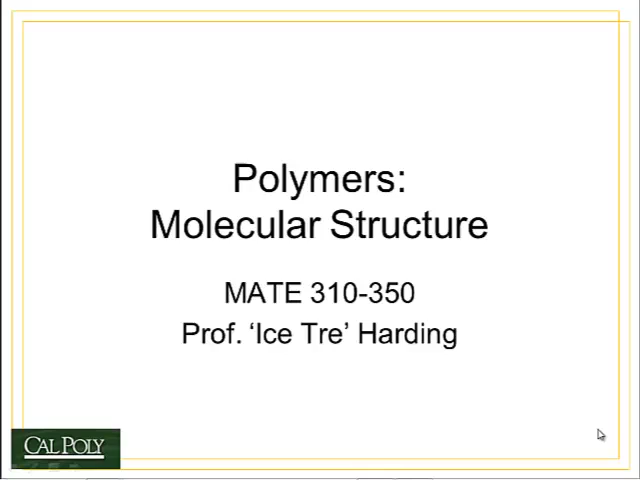 Polymers:
Molecular Structure
MATE 310-350
Prof. ‘Ice Tre’ Harding
CAL POLY